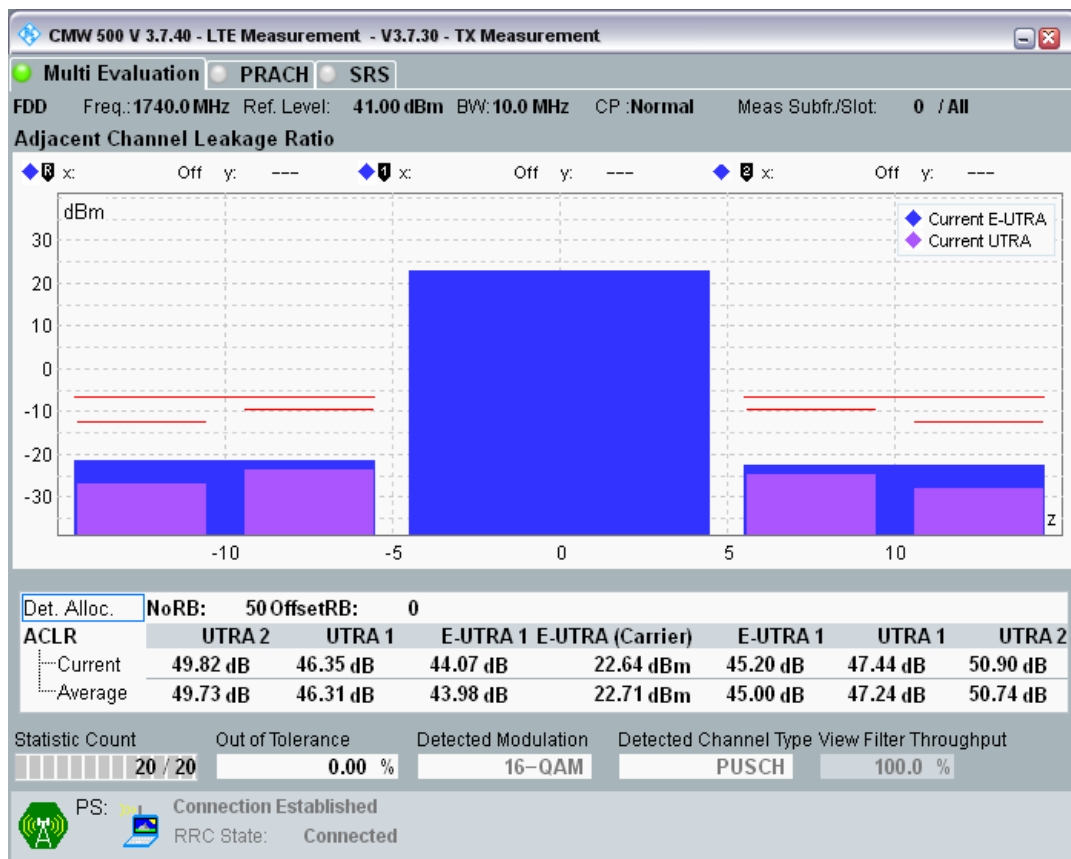 CMW 500 V 3.7.40 - LTE Measurement - V3.7.30 - TX Measurement
Multi Evaluation PRACH SRS
FDD Freq.: 1740.0 MHz Ref. Level: 41.00 dBm BW: 10.0 MHz CP :Normal Meas Subfr./Slot: 0 / All
Adjacent Channel Leakage Ratio
R x: Off y: --- 1 x: Off y: --- 2 x: Off y: ---
dBm
Current E-UTRA
Current UTRA
30
20
10
0
-10
-20
-30
z
-10 -5 0 5 10
Det. Alloc. NoRB: 50 OffsetRB: 0
ACLR UTRA 2 UTRA 1 E-UTRA 1 E-UTRA (Carrier) E-UTRA 1 UTRA 1 UTRA 2
Current 49.82 dB 46.35 dB 44.07 dB 22.64 dBm 45.20 dB 47.44 dB 50.90 dB
Average 49.73 dB 46.31 dB 43.98 dB 22.71 dBm 45.00 dB 47.24 dB 50.74 dB
Statistic Count Out of Tolerance Detected Modulation Detected Channel Type View Filter Throughput
20 / 20 0.00 % 16-QAM PUSCH 100.0 %
PS: Connection Established
RRC State: Connected